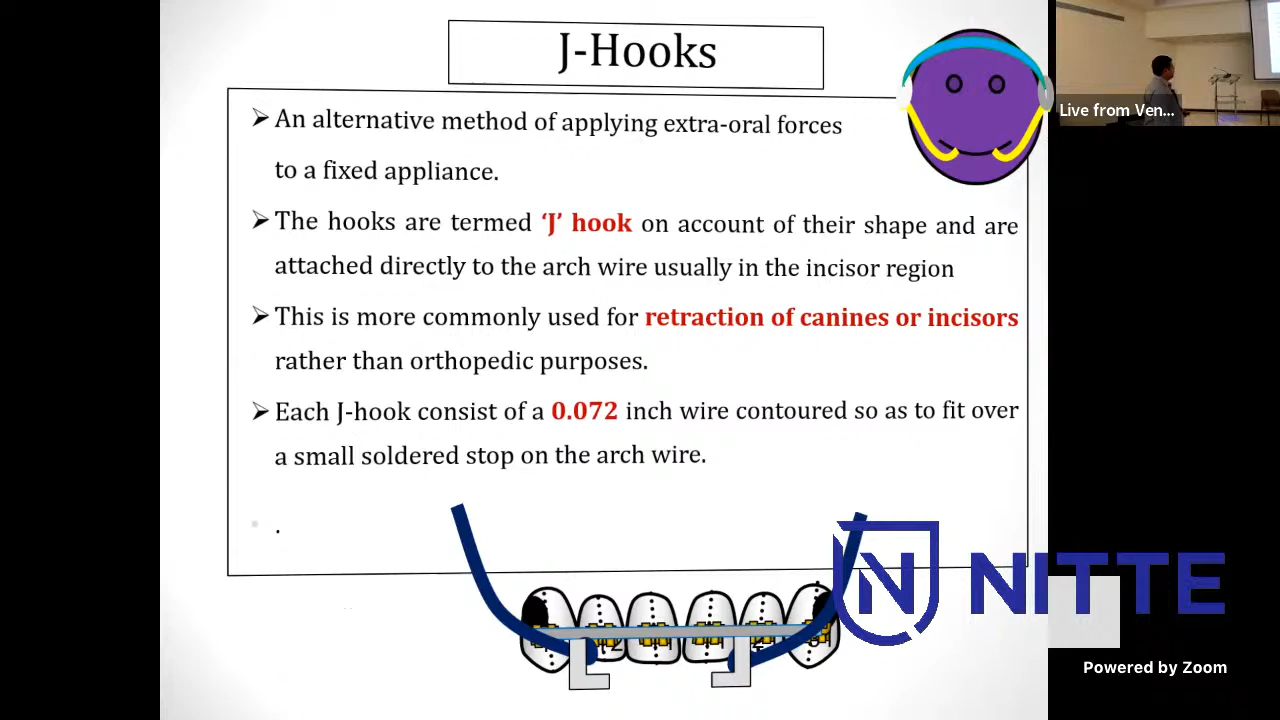 J-Hooks
Live from Ven...
➢ An alternative method of applying extra-oral forces
to a fixed appliance.
➢ The hooks are termed ‘J’ hook on account of their shape and are
attached directly to the arch wire usually in the incisor region
➢ This is more commonly used for retraction of canines or incisors
rather than orthopedic purposes.
➢ Each J-hook consist of a 0.072 inch wire contoured so as to fit over
a small soldered stop on the arch wire.
• .
N NITTE
Powered by Zoom